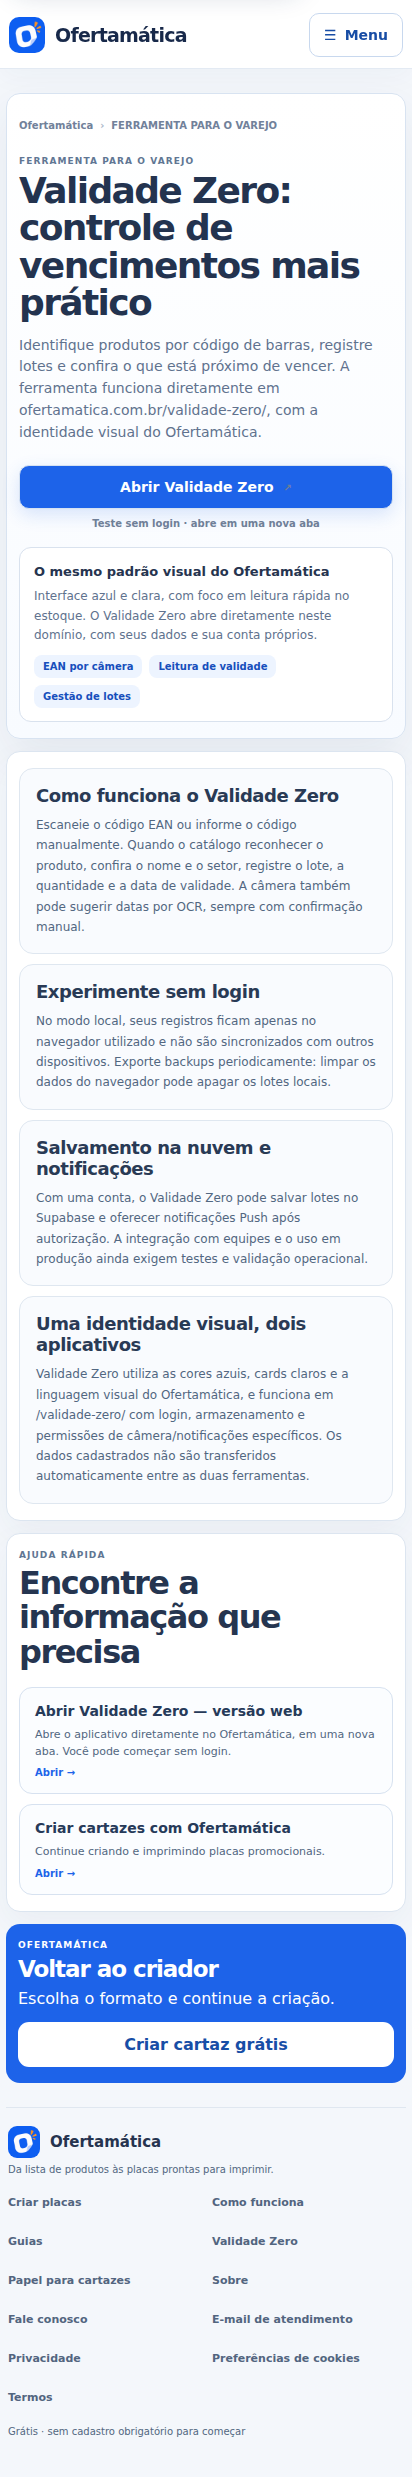 Ofertamática
☰ Menu
Ofertamática › FERRAMENTA PARA O VAREJO
FERRAMENTA PARA O VAREJO
Validade Zero:
controle de
vencimentos mais
prático
Identifique produtos por código de barras, registre
lotes e confira o que está próximo de vencer. A
ferramenta funciona diretamente em
ofertamatica.com.br/validade-zero/, com a
identidade visual do Ofertamática.
Abrir Validade Zero ↗
Teste sem login · abre em uma nova aba
O mesmo padrão visual do Ofertamática
Interface azul e clara, com foco em leitura rápida no
estoque. O Validade Zero abre diretamente neste
domínio, com seus dados e sua conta próprios.
EAN por câmera
Leitura de validade
Gestão de lotes
Como funciona o Validade Zero
Escaneie o código EAN ou informe o código
manualmente. Quando o catálogo reconhecer o
produto, confira o nome e o setor, registre o lote, a
quantidade e a data de validade. A câmera também
pode sugerir datas por OCR, sempre com confirmação
manual.
Experimente sem login
No modo local, seus registros ficam apenas no
navegador utilizado e não são sincronizados com outros
dispositivos. Exporte backups periodicamente: limpar os
dados do navegador pode apagar os lotes locais.
Salvamento na nuvem e
notificações
Com uma conta, o Validade Zero pode salvar lotes no
Supabase e oferecer notificações Push após
autorização. A integração com equipes e o uso em
produção ainda exigem testes e validação operacional.
Uma identidade visual, dois
aplicativos
Validade Zero utiliza as cores azuis, cards claros e a
linguagem visual do Ofertamática, e funciona em
/validade-zero/ com login, armazenamento e
permissões de câmera/notificações específicos. Os
dados cadastrados não são transferidos
automaticamente entre as duas ferramentas.
AJUDA RÁPIDA
Encontre a
informação que
precisa
Abrir Validade Zero — versão web
Abre o aplicativo diretamente no Ofertamática, em uma nova
aba. Você pode começar sem login.
Abrir →
Criar cartazes com Ofertamática
Continue criando e imprimindo placas promocionais.
Abrir →
OFERTAMÁTICA
Voltar ao criador
Escolha o formato e continue a criação.
Criar cartaz grátis
Ofertamática
Da lista de produtos às placas prontas para imprimir.
Criar placas
Como funciona
Guias
Validade Zero
Papel para cartazes
Sobre
Fale conosco
E-mail de atendimento
Privacidade
Preferências de cookies
Termos
Grátis · sem cadastro obrigatório para começar